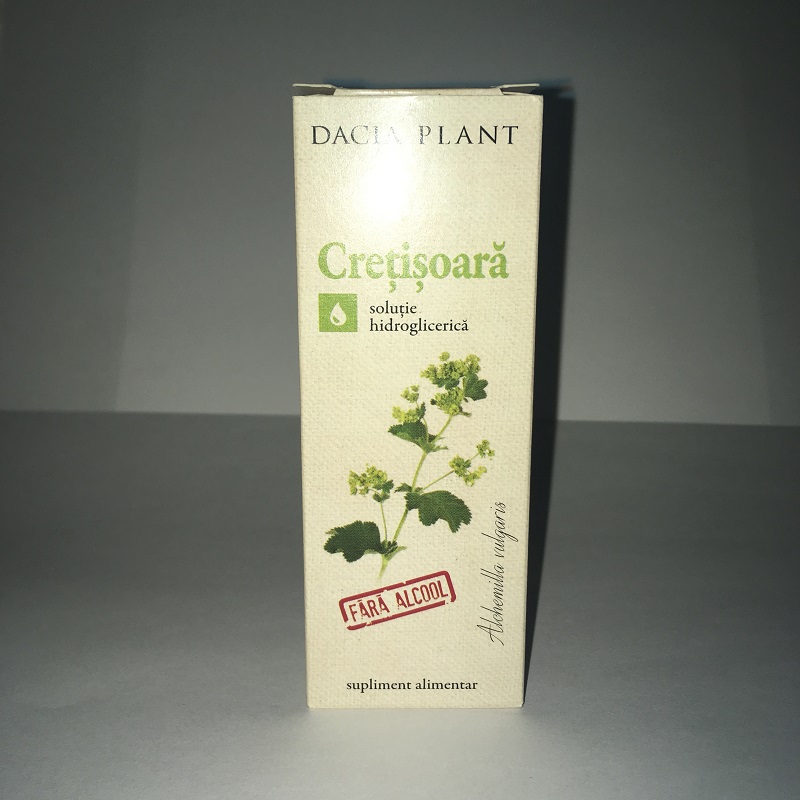 DACIA PLANT
Crețișoară
soluție
hidroglicerică
Alchemilla vulgaris
FĂRĂ ALCOOL
supliment alimentar